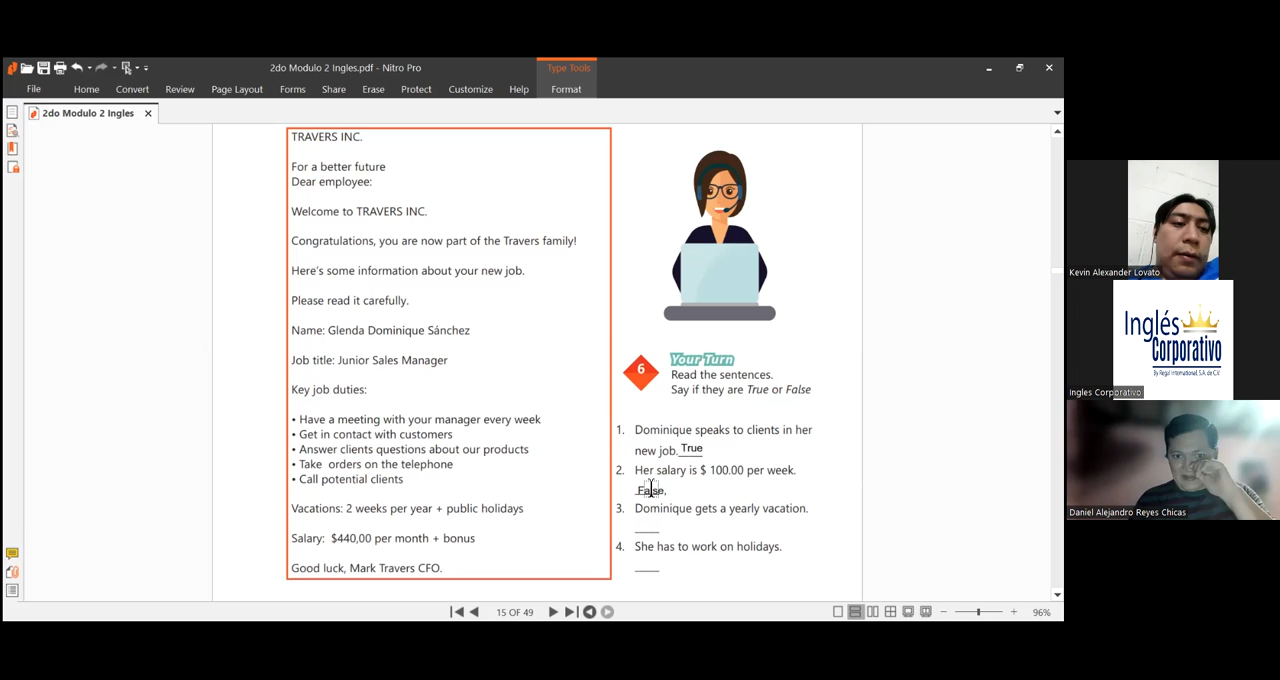 2do Modulo 2 Ingles.pdf - Nitro Pro
Type Tools
File Home Convert Review Page Layout Forms Share Erase Protect Customize Help Format
2do Modulo 2 Ingles
TRAVERS INC.
For a better future
Dear employee:
Welcome to TRAVERS INC.
Congratulations, you are now part of the Travers family!
Here's some information about your new job.
Please read it carefully.
Name: Glenda Dominique Sánchez
Job title: Junior Sales Manager
Key job duties:
• Have a meeting with your manager every week
• Get in contact with customers
• Answer clients questions about our products
• Take orders on the telephone
• Call potential clients
Vacations: 2 weeks per year + public holidays
Salary: $440,00 per month + bonus
Good luck, Mark Travers CFO.
6
Your Turn
Read the sentences.
Say if they are True or False
1. Dominique speaks to clients in her
new job. True
2. Her salary is $ 100.00 per week.
False,
3. Dominique gets a yearly vacation.
4. She has to work on holidays.
15 OF 49
96%
Kevin Alexander Lovato
Inglés
Corporativo
By Regal International, S.A. de C.V.
Ingles Corporativo
Daniel Alejandro Reyes Chicas